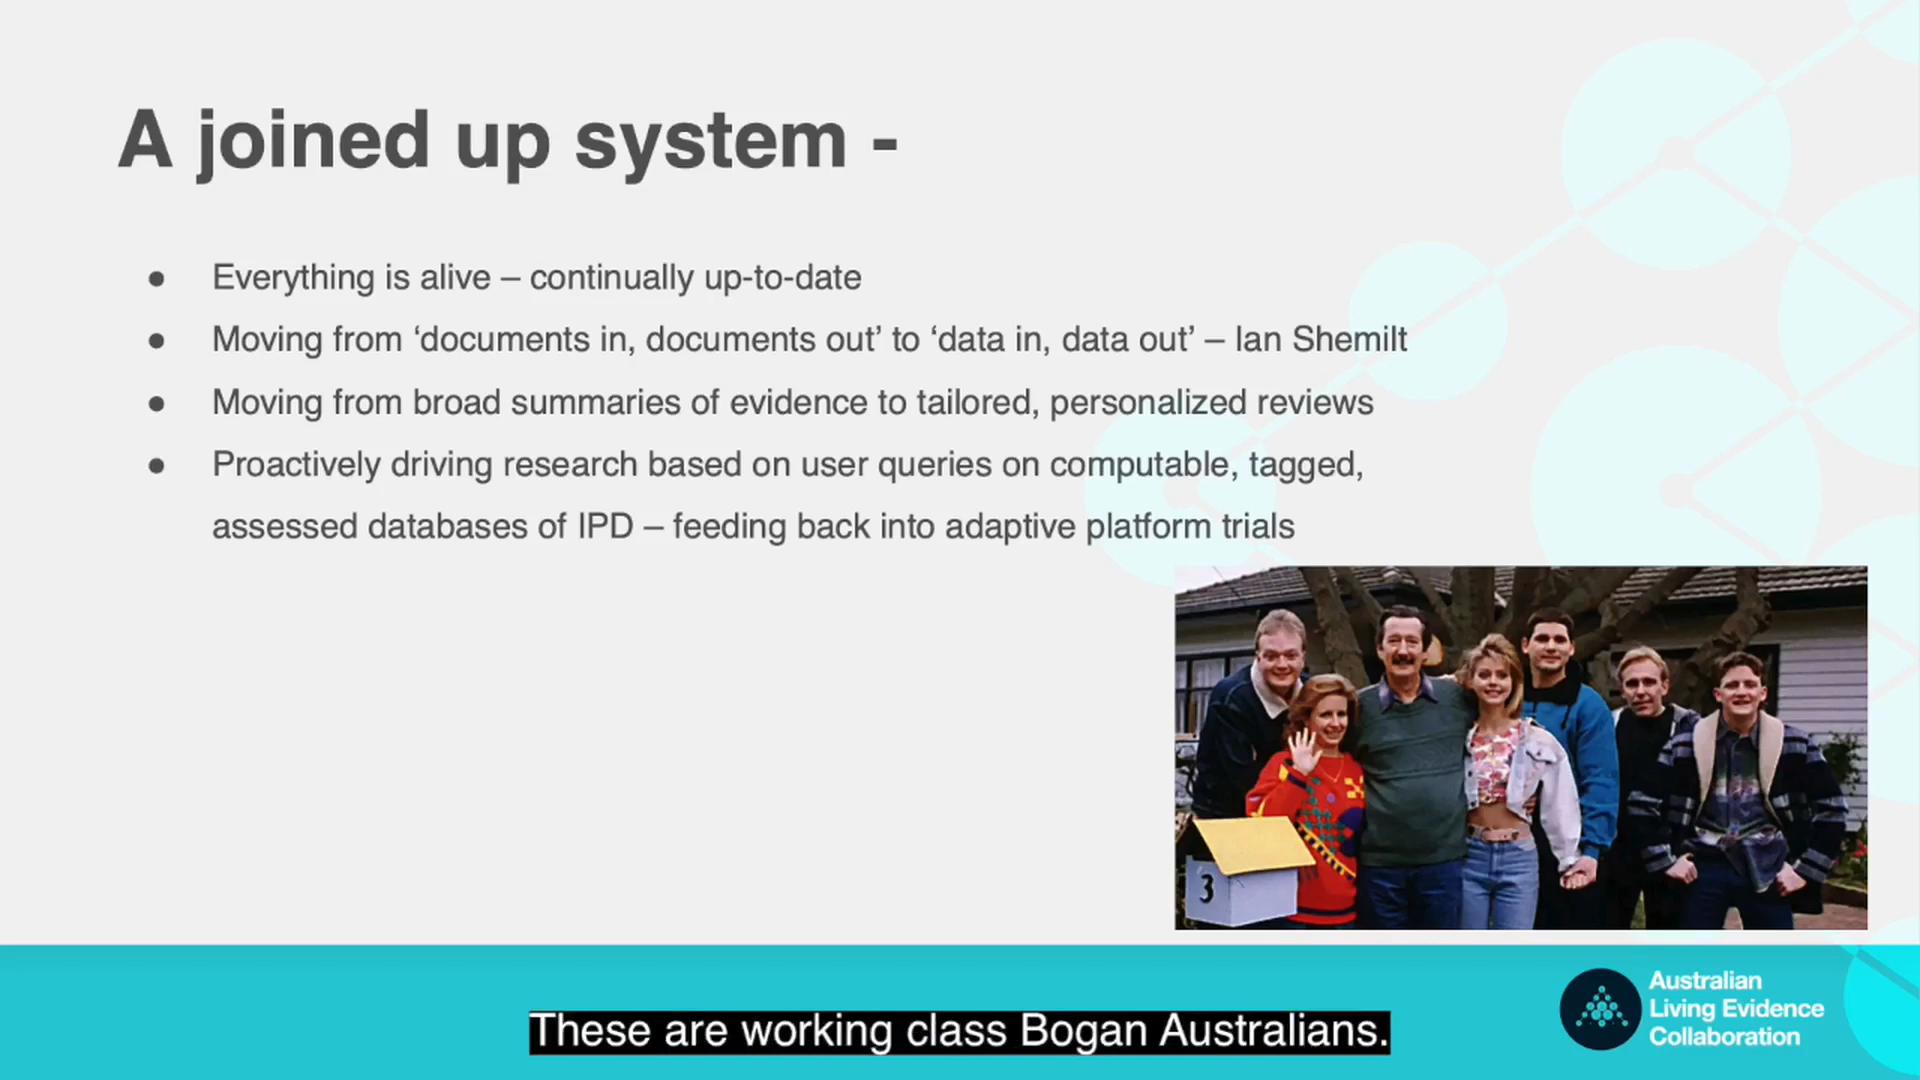 A joined up system -
● Everything is alive – continually up-to-date
● Moving from ‘documents in, documents out’ to ‘data in, data out’ – Ian Shemilt
● Moving from broad summaries of evidence to tailored, personalized reviews
● Proactively driving research based on user queries on computable, tagged,
assessed databases of IPD – feeding back into adaptive platform trials
3
These are working class Bogan Australians.
Australian
Living Evidence
Collaboration